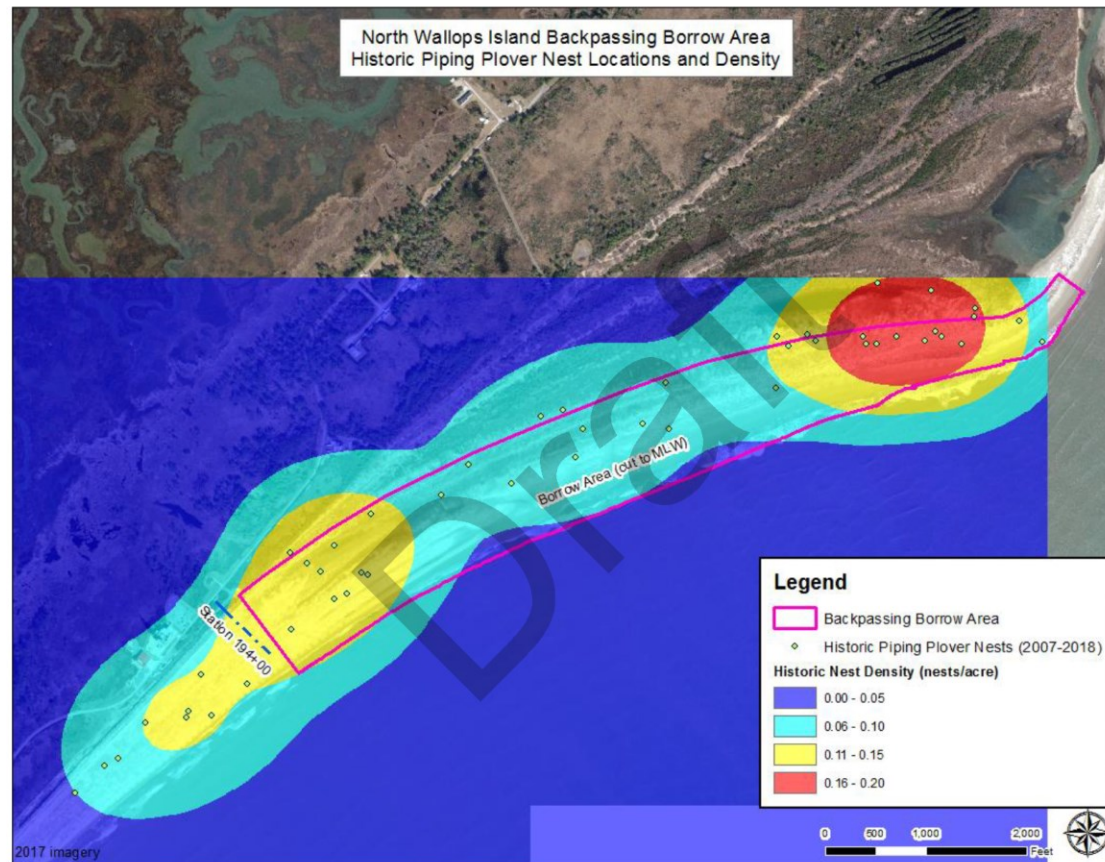 North Wallops Island Backpassing Borrow Area
Historic Piping Plover Nest Locations and Density
Draft
Borrow Area (cut to MLW)
Station 194+00
Legend
Backpassing Borrow Area
Historic Piping Plover Nests (2007-2018)
Historic Nest Density (nests/acre)
0.00 - 0.05
0.06 - 0.10
0.11 - 0.15
0.16 - 0.20
0 500 1,000 2,000
Feet
2017 imagery